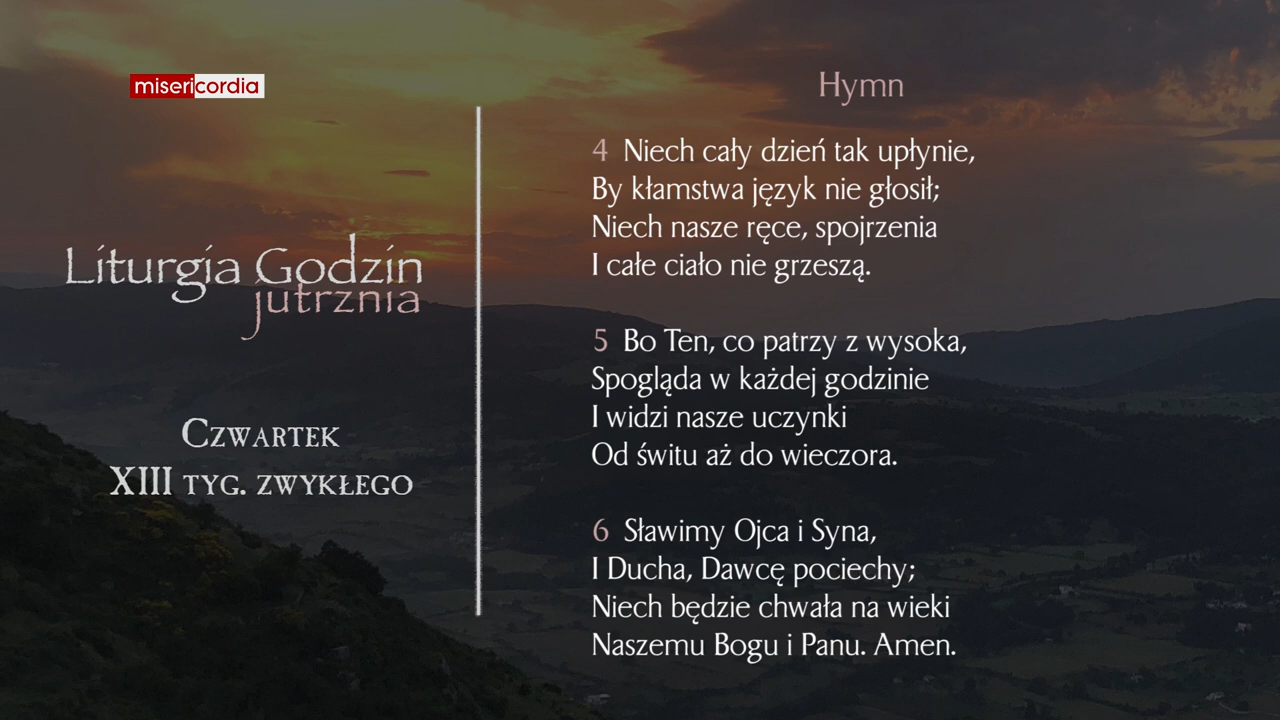 misericordia
Liturgia Godzin
jutrznia
Czwartek
XIII tyg. zwykłego
Hymn
4 Niech cały dzień tak upłynie,
By kłamstwa język nie głosił;
Niech nasze ręce, spojrzenia
I całe ciało nie grzeszą.
5 Bo Ten, co patrzy z wysoka,
Spogląda w każdej godzinie
I widzi nasze uczynki
Od świtu aż do wieczora.
6 Sławimy Ojca i Syna,
I Ducha, Dawcę pociechy;
Niech będzie chwała na wieki
Naszemu Bogu i Panu. Amen.